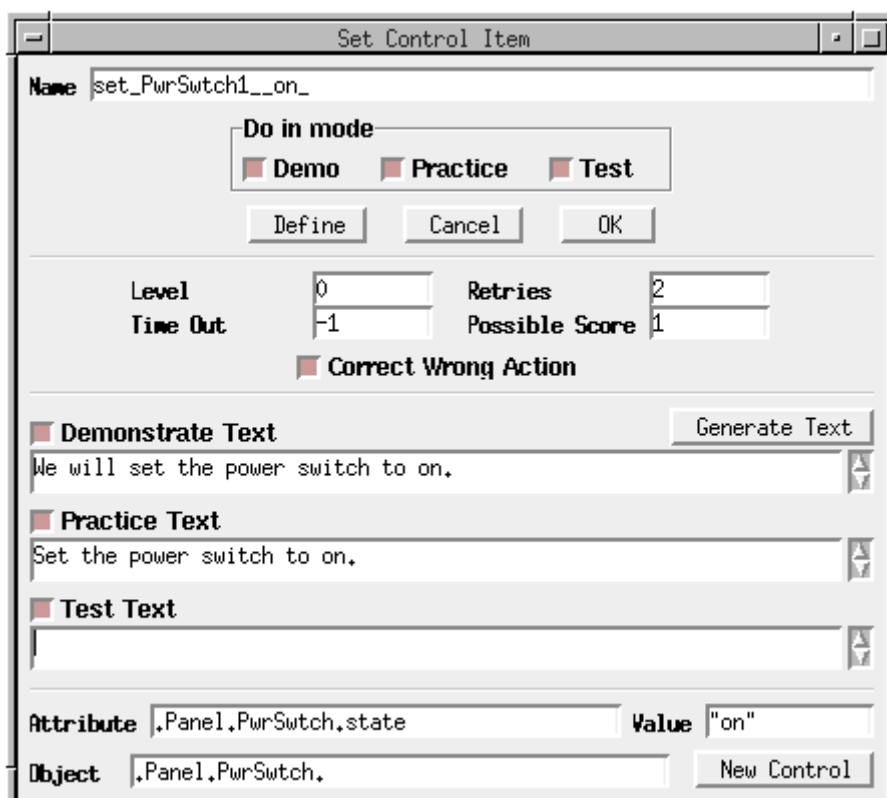 Set Control Item
Name set_PwrSwtch1__on_
Do in mode
Demo Practice Test
Define Cancel OK
Level 0 Retries 2
Time Out -1 Possible Score 1
Correct Wrong Action
Demonstrate Text Generate Text
We will set the power switch to on.
Practice Text
Set the power switch to on.
Test Text
Attribute .Panel.PwrSwtch.state Value "on"
Object .Panel.PwrSwtch. New Control